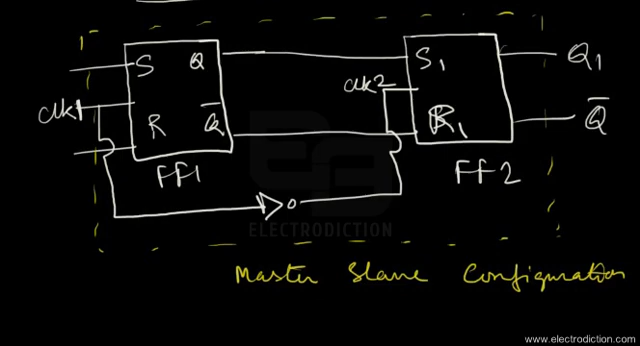 S Q S₁ Q₁
clk1 clk2
R Q̅ R₁ Q̅
FF1 FF2
ELECTRODICTION
Master Slave Configuration
www.electrodiction.com